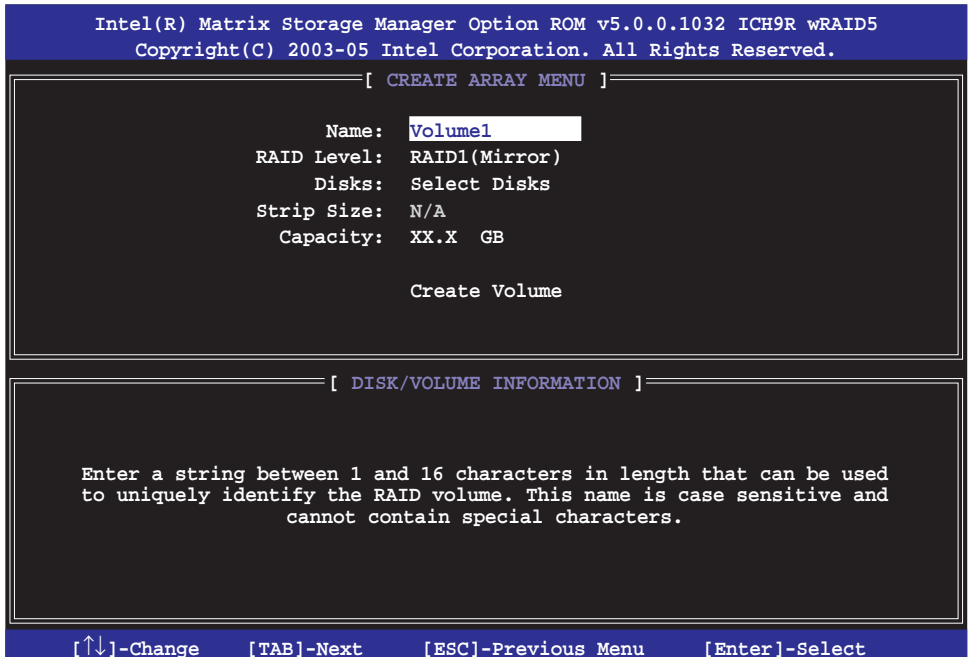 Intel(R) Matrix Storage Manager Option ROM v5.0.0.1032 ICH9R wRAID5
Copyright(C) 2003-05 Intel Corporation. All Rights Reserved.
[ CREATE ARRAY MENU ]
Name: Volume1
RAID Level: RAID1(Mirror)
Disks: Select Disks
Strip Size: N/A
Capacity: XX.X GB
Create Volume
[ DISK/VOLUME INFORMATION ]
Enter a string between 1 and 16 characters in length that can be used
to uniquely identify the RAID volume. This name is case sensitive and
cannot contain special characters.
[↑↓]-Change [TAB]-Next [ESC]-Previous Menu [Enter]-Select